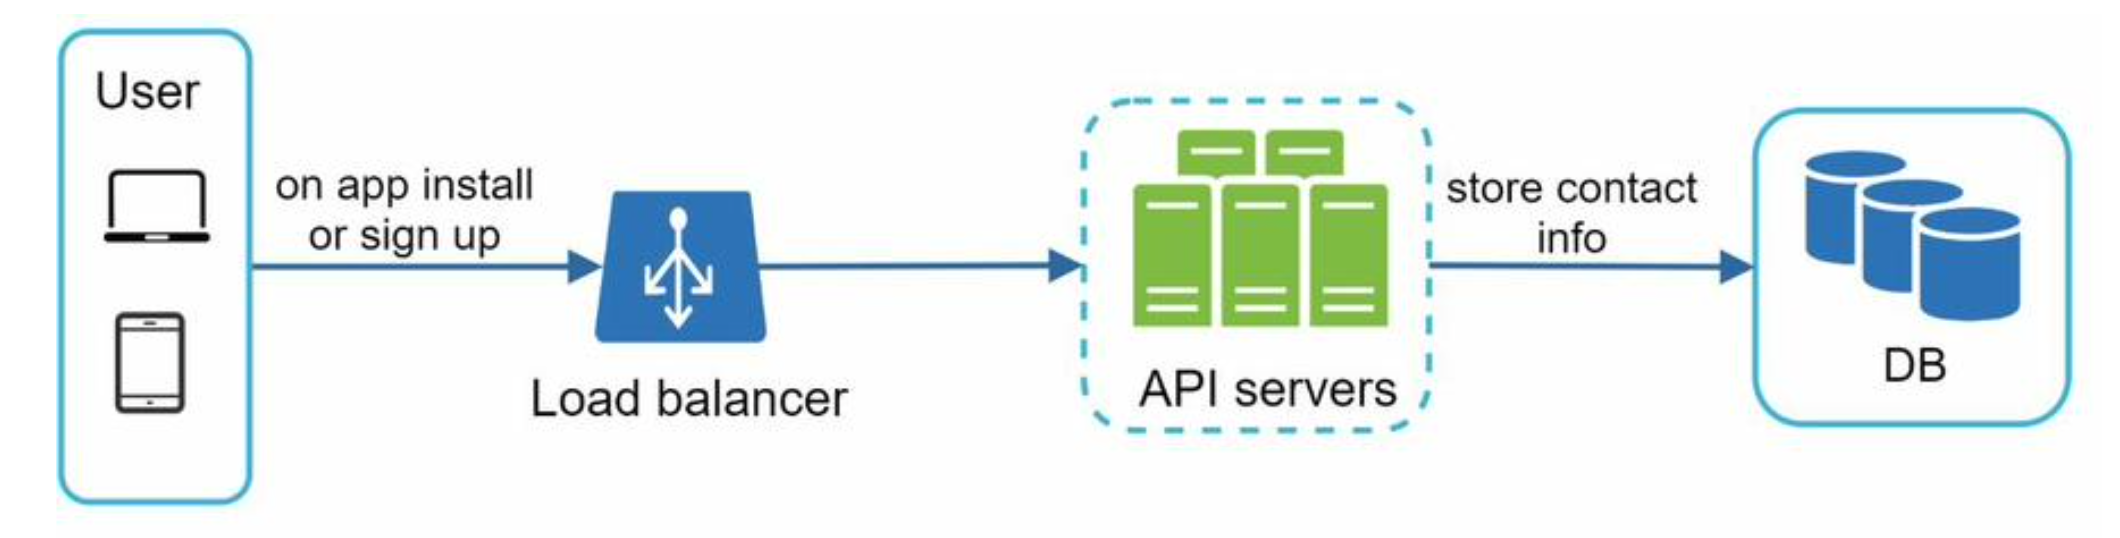 User
on app install
or sign up
Load balancer
API servers
store contact
info
DB